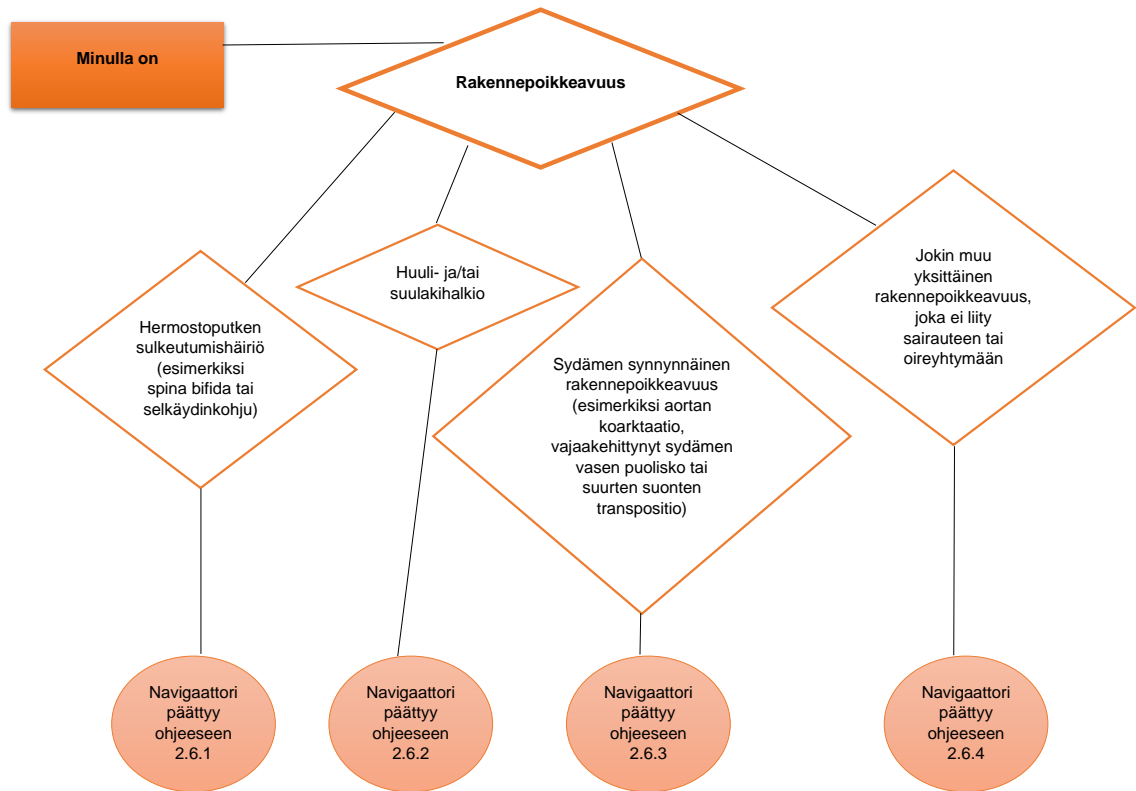 Minulla on
Rakennepoikkeavuus
Hermostoputken
sulkeutumishäiriö
(esimerkiksi
spina bifida tai
selkäydinkohju)
Huuli- ja/tai
suulakihalkio
Sydämen synnynnäinen
rakennepoikkeavuus
(esimerkiksi aortan
koarktaatio,
vajaakehittynyt sydämen
vasen puolisko tai
suurten suonten
transpositio)
Jokin muu
yksittäinen
rakennepoikkeavuus,
joka ei liity
sairauteen tai
oireyhtymään
Navigaattori
päättyy
ohjeeseen
2.6.1
Navigaattori
päättyy
ohjeeseen
2.6.2
Navigaattori
päättyy
ohjeeseen
2.6.3
Navigaattori
päättyy
ohjeeseen
2.6.4